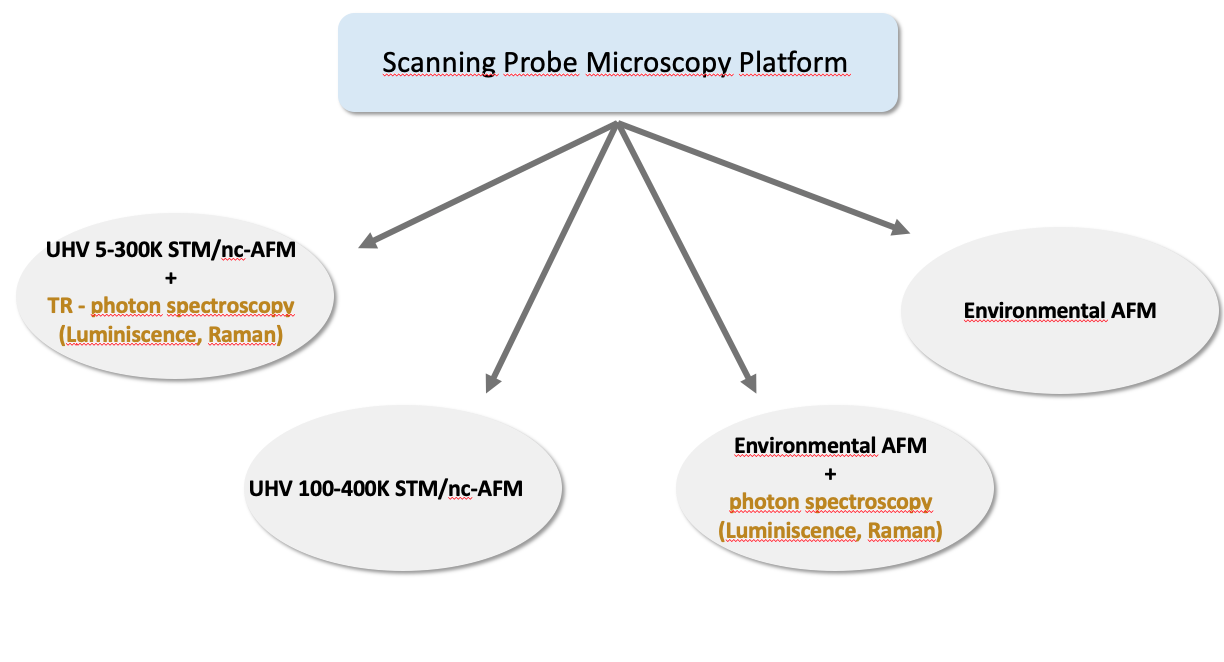 Scanning Probe Microscopy Platform
UHV 5-300K STM/nc-AFM
+
TR - photon spectroscopy
(Luminiscence, Raman)
Environmental AFM
UHV 100-400K STM/nc-AFM
Environmental AFM
+
photon spectroscopy
(Luminiscence, Raman)